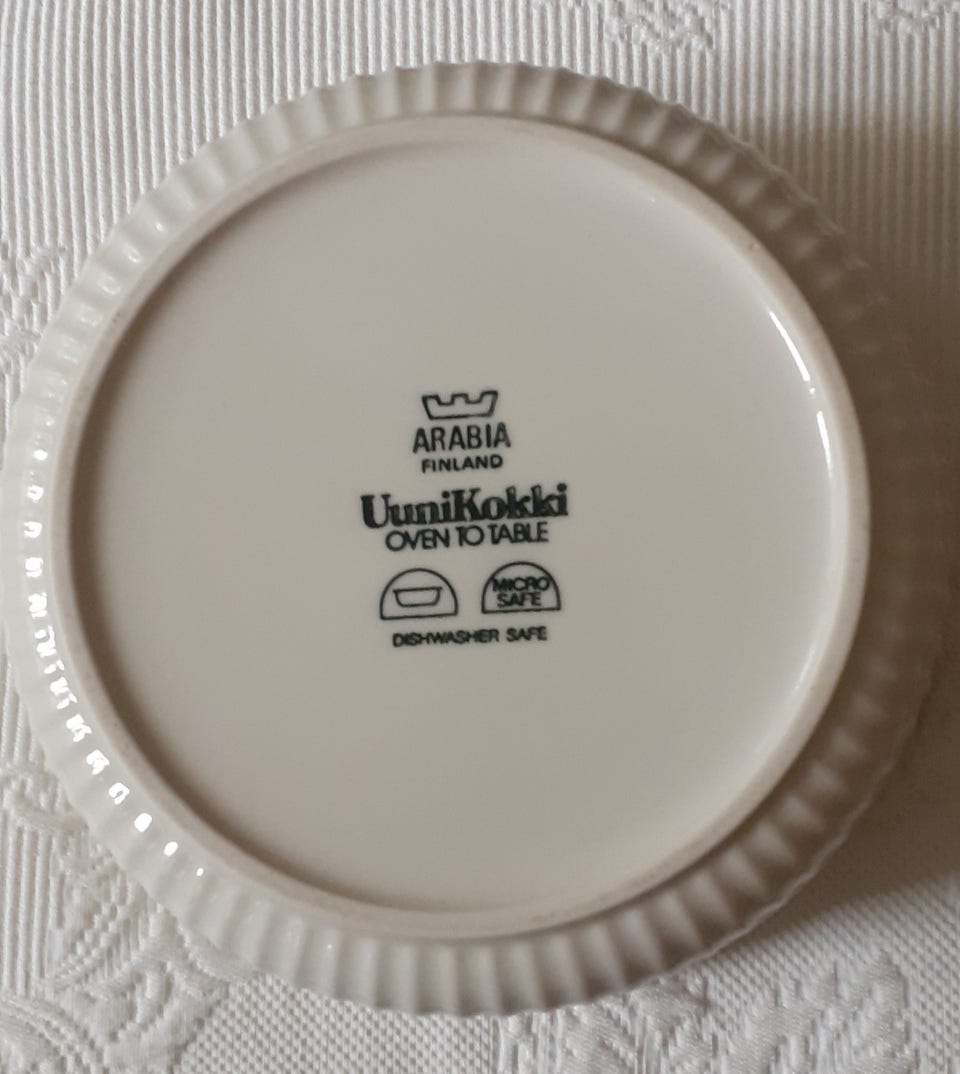 ARABIA
FINLAND
UuniKokki
OVEN TO TABLE
MICRO
SAFE
DISHWASHER SAFE